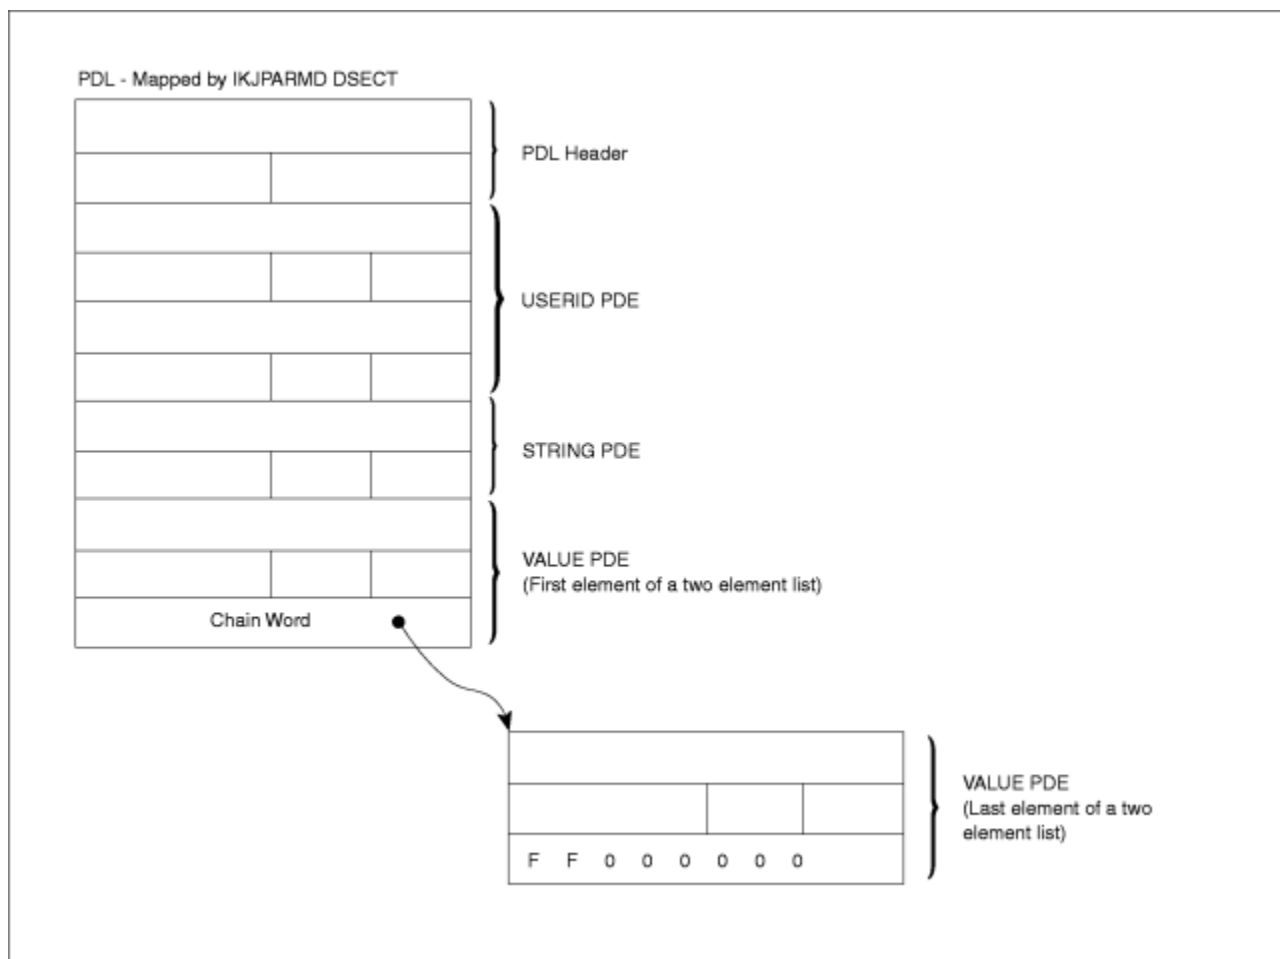 PDL - Mapped by IKJPARMD DSECT
PDL Header
USERID PDE
STRING PDE
VALUE PDE
(First element of a two element list)
Chain Word
VALUE PDE
(Last element of a two
element list)
F F 0 0 0 0 0 0